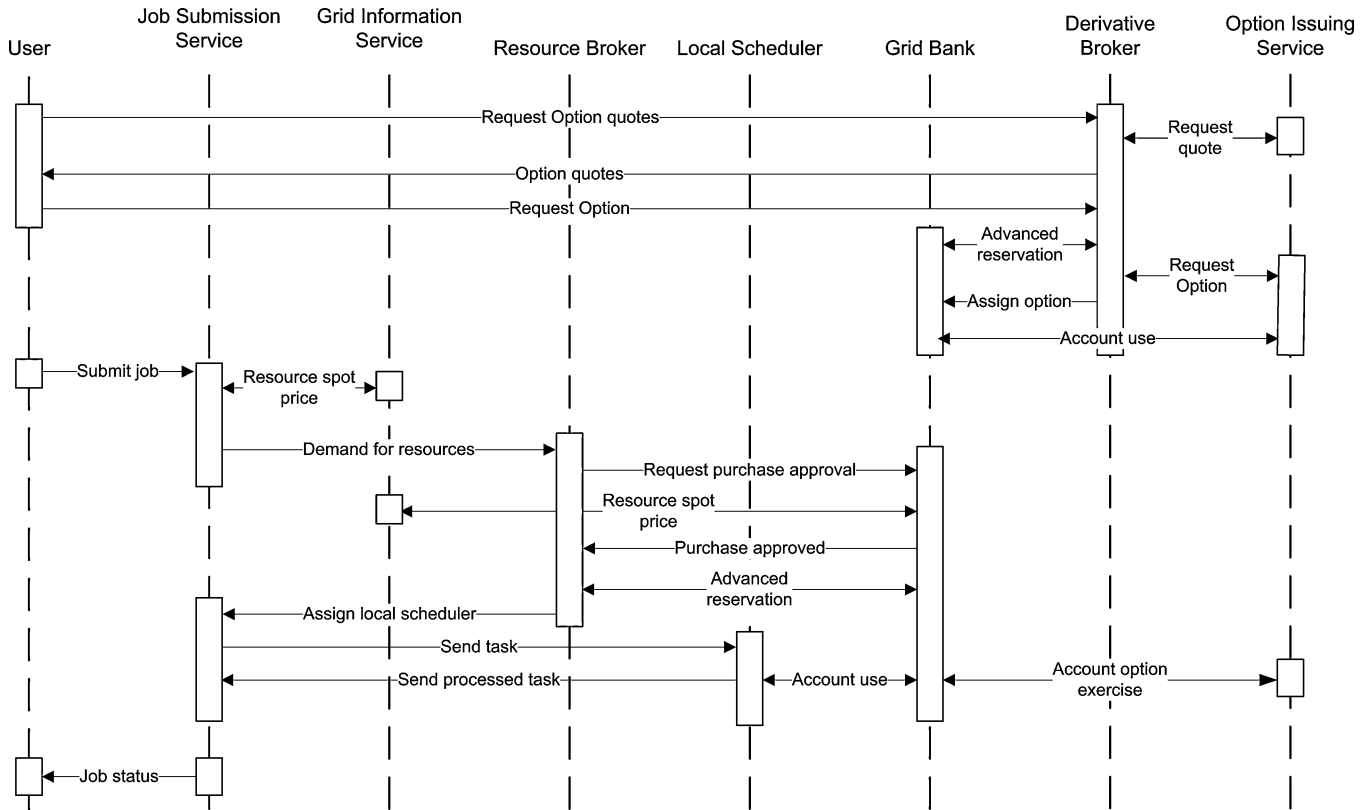 Job Submission
Service
Grid Information
Service
User
Resource Broker
Local Scheduler
Grid Bank
Derivative
Broker
Option Issuing
Service
Request Option quotes
Request
quote
Option quotes
Request Option
Advanced
reservation
Request
Option
Assign option
Account use
Submit job
Resource spot
price
Demand for resources
Request purchase approval
Resource spot
price
Purchase approved
Advanced
reservation
Assign local scheduler
Send task
Send processed task
Account use
Account option
exercise
Job status